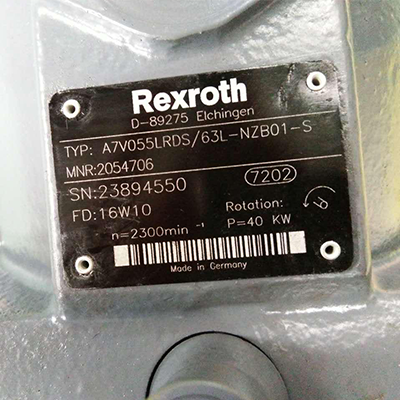 Rexroth
D-89275 Elchingen
TYP: A7V055LRDS/63L-NZB01-S
MNR:2054706
SN:23894550 7202
FD:16W10 Rotation:
n=2300min -1 P=40 KW
Made in Germany